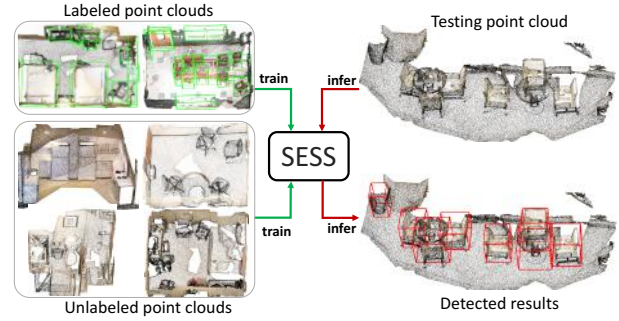 Labeled point clouds
Testing point cloud
train
infer
SESS
train
infer
Unlabeled point clouds
Detected results